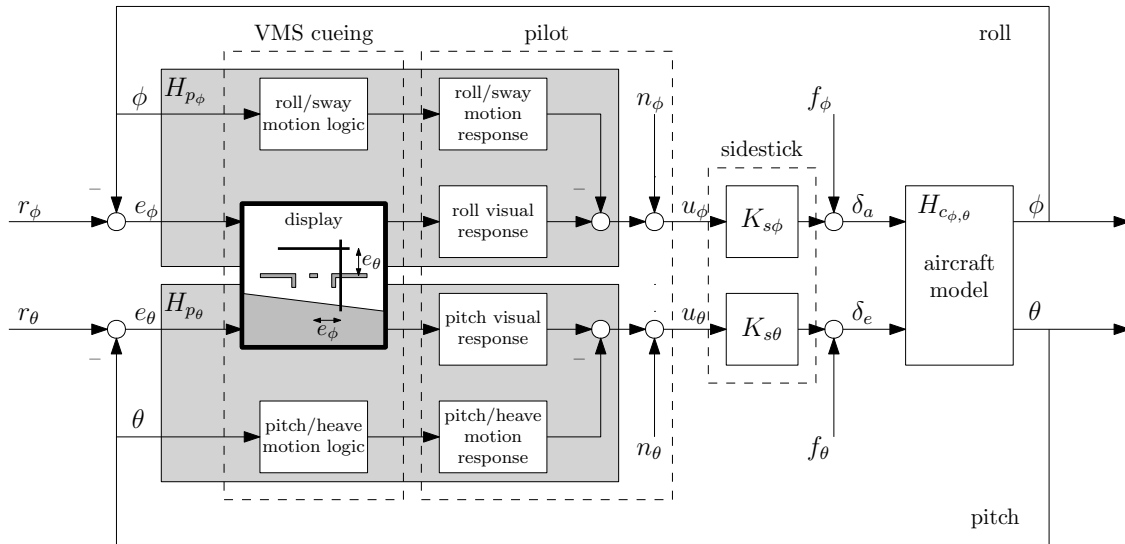 VMS cueing
pilot
roll
H_{p_ϕ}
ϕ
roll/sway
motion logic
roll/sway
motion
response
n_ϕ
f_ϕ
sidestick
−
−
r_ϕ
e_ϕ
display
roll visual
response
u_ϕ
K_{sϕ}
δ_a
H_{c_{ϕ,θ}}
ϕ
e_θ
aircraft
model
r_θ
e_θ
H_{p_θ}
e_ϕ
pitch visual
response
u_θ
K_{sθ}
δ_e
θ
−
−
θ
pitch/heave
motion logic
pitch/heave
motion
response
n_θ
f_θ
pitch